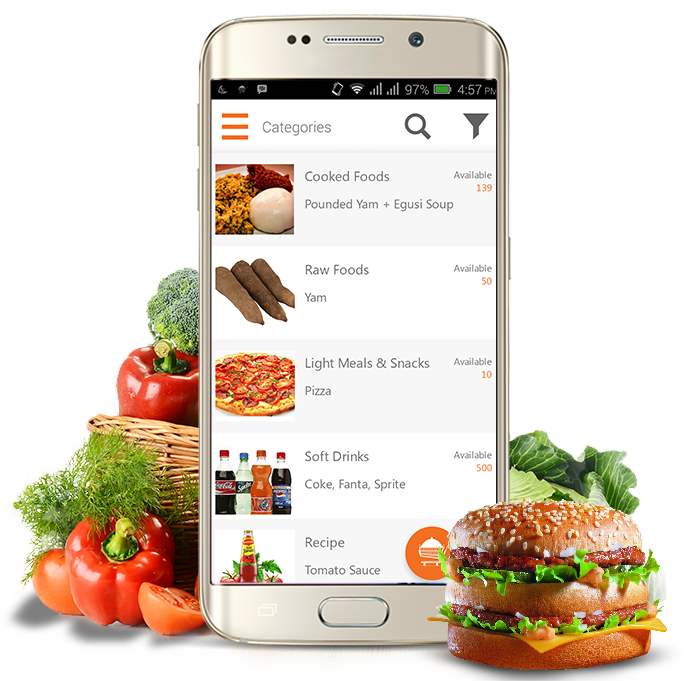 97% 4:57 PM
Categories
Cooked Foods
Available
139
Pounded Yam + Egusi Soup
Raw Foods
Available
50
Yam
Light Meals & Snacks
Available
10
Pizza
Soft Drinks
Available
500
Coke, Fanta, Sprite
Recipe
Tomato Sauce